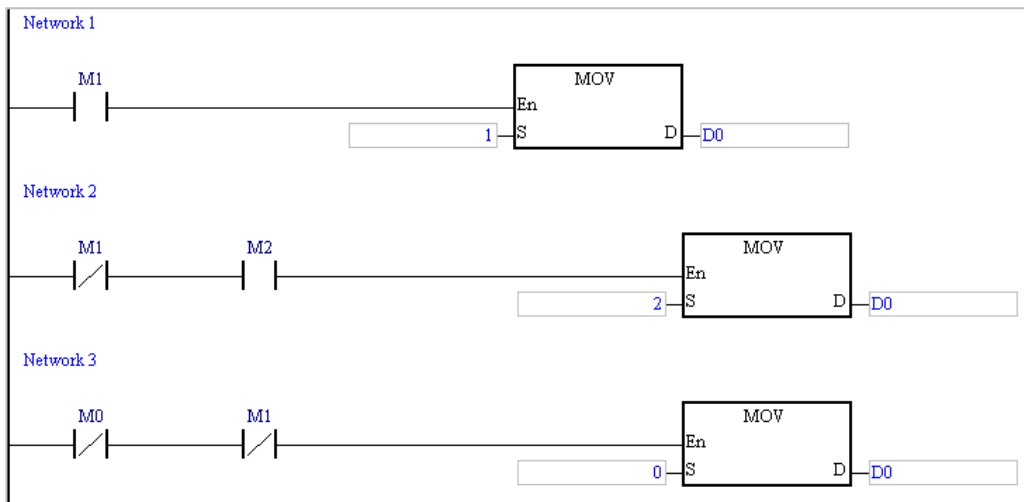 Network 1
M1
MOV
En
1 S D D0
Network 2
M1 M2
MOV
En
2 S D D0
Network 3
M0 M1
MOV
En
0 S D D0